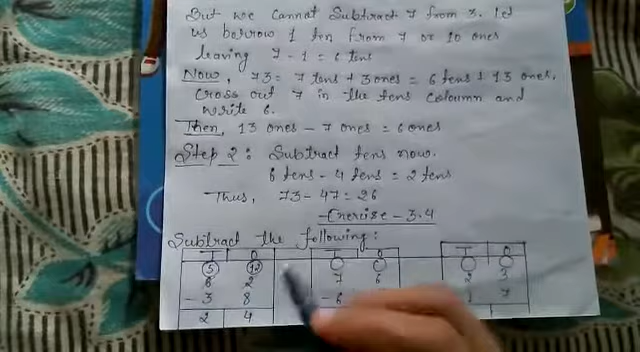 But we cannot Subtract 7 from 3. Let
us borrow 1 ten from 7 or 10 ones
leaving 7 - 1 = 6 tens
Now, 73 = 7 tens + 3 ones = 6 tens + 13 ones.
Cross out 7 in the tens column and
write 6.
Then, 13 ones - 7 ones = 6 ones
Step 2: Subtract tens now.
6 tens - 4 tens = 2 tens
Thus, 73 - 47 = 26
Exercise - 3.4
Subtract the following:
T O T O T O
5 12
6 2 7 6 2 3
- 3 8 - 6 1 7
2 4